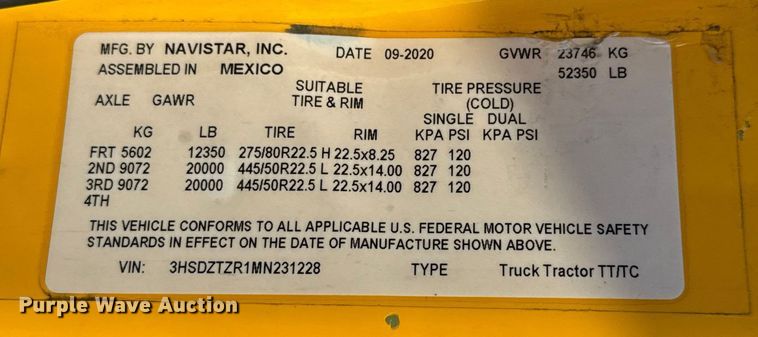 MFG. BY NAVISTAR, INC. DATE 09-2020 GVWR 23746 KG
ASSEMBLED IN MEXICO 52350 LB
SUITABLE TIRE PRESSURE
AXLE GAWR TIRE & RIM (COLD)
SINGLE DUAL
KG LB TIRE RIM KPA PSI KPA PSI
FRT 5602 12350 275/80R22.5 H 22.5x8.25 827 120
2ND 9072 20000 445/50R22.5 L 22.5x14.00 827 120
3RD 9072 20000 445/50R22.5 L 22.5x14.00 827 120
4TH
THIS VEHICLE CONFORMS TO ALL APPLICABLE U.S. FEDERAL MOTOR VEHICLE SAFETY
STANDARDS IN EFFECT ON THE DATE OF MANUFACTURE SHOWN ABOVE.
VIN: 3HSDZTZR1MN231228 TYPE Truck Tractor TT/TC
Purple Wave Auction